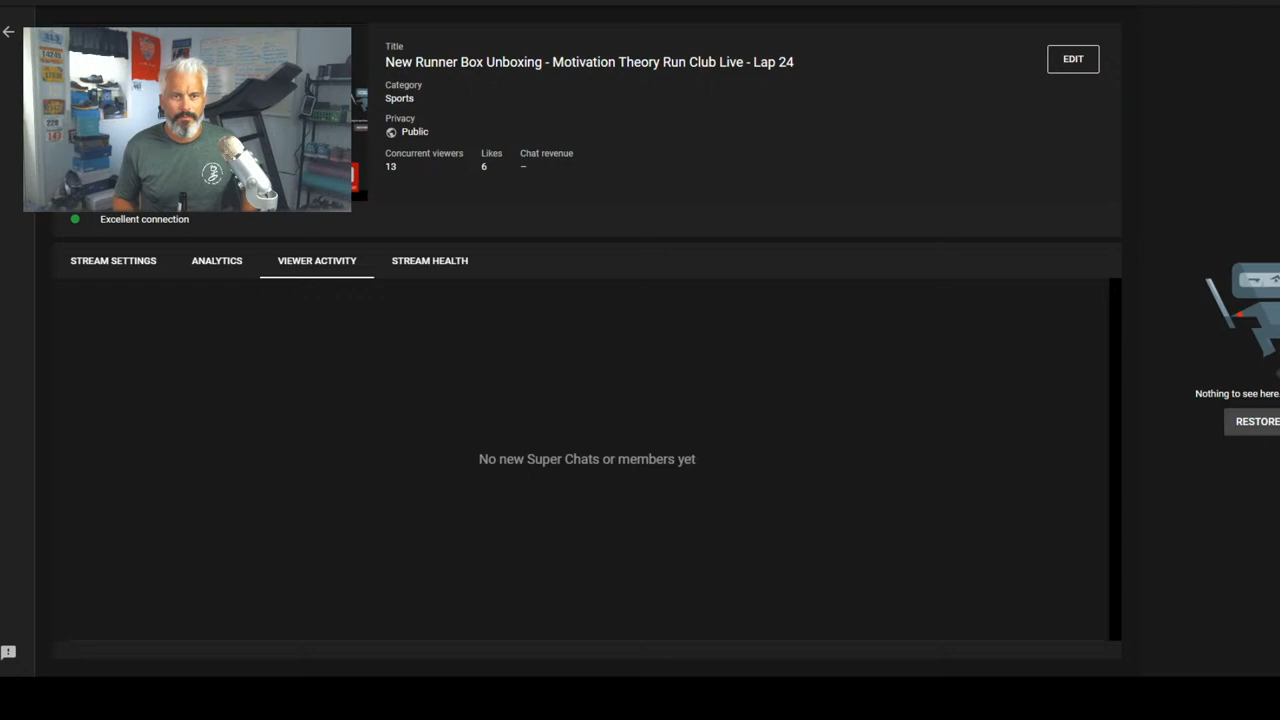 Title
New Runner Box Unboxing - Motivation Theory Run Club Live - Lap 24
EDIT
Category
Sports
Privacy
Public
Concurrent viewers Likes Chat revenue
13 6 –
Excellent connection
STREAM SETTINGS ANALYTICS VIEWER ACTIVITY STREAM HEALTH
Nothing to see here.
RESTORE
No new Super Chats or members yet